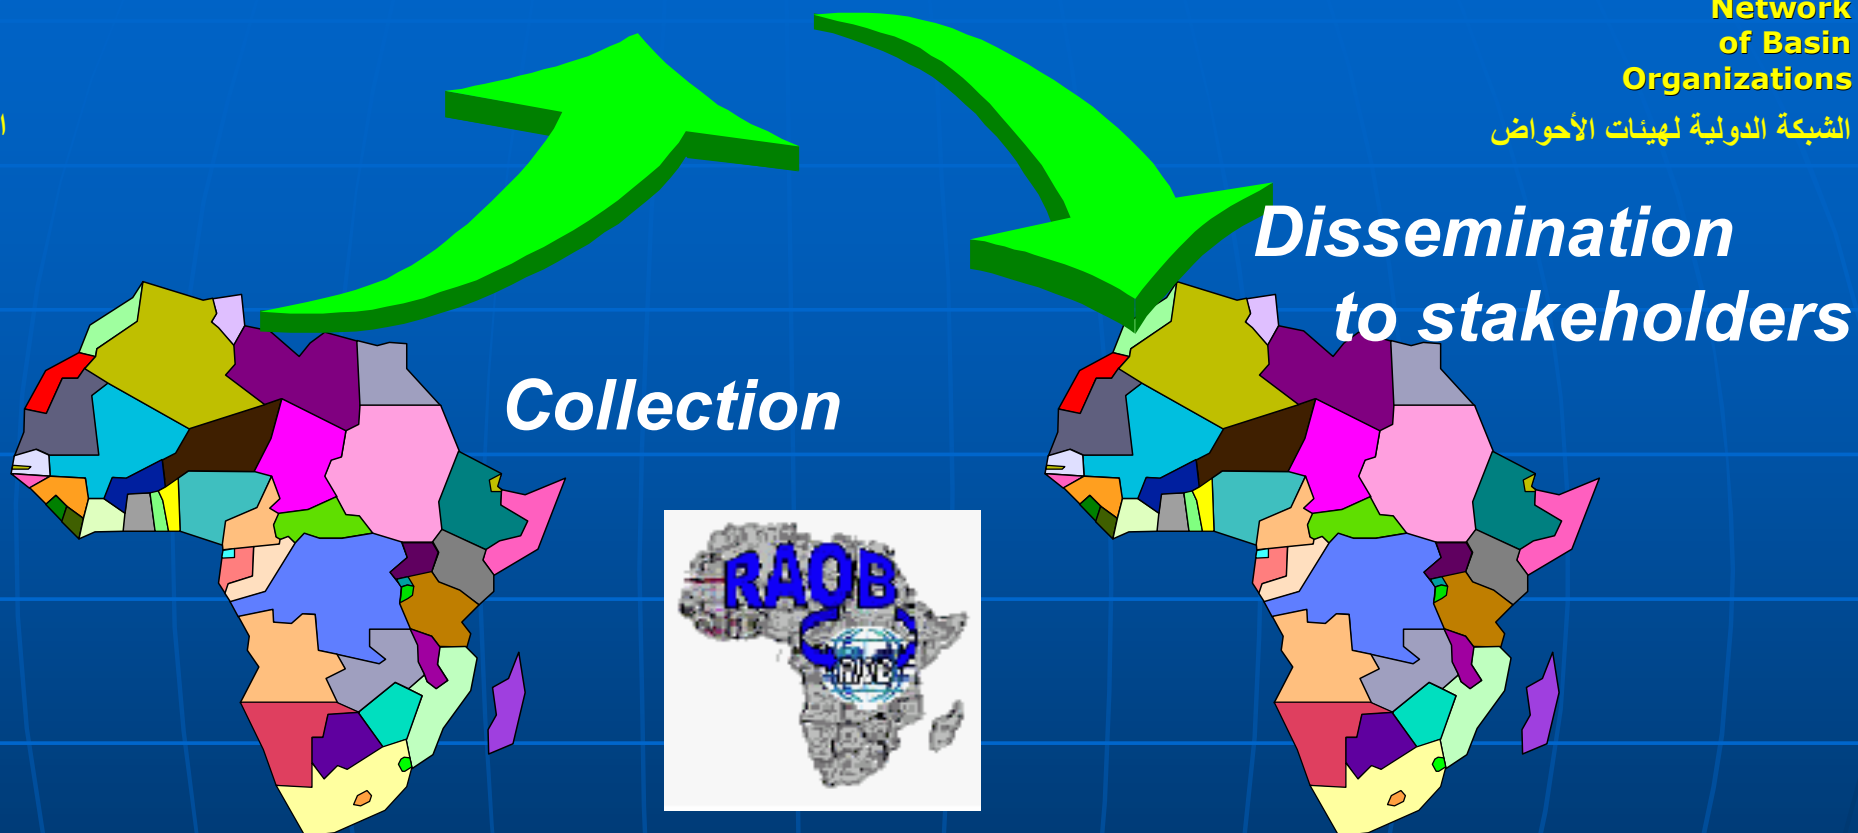 Network
of Basin
Organizations
الشبكة الدولية لهيئات الأحواض
Dissemination
to stakeholders
Collection
RAOB